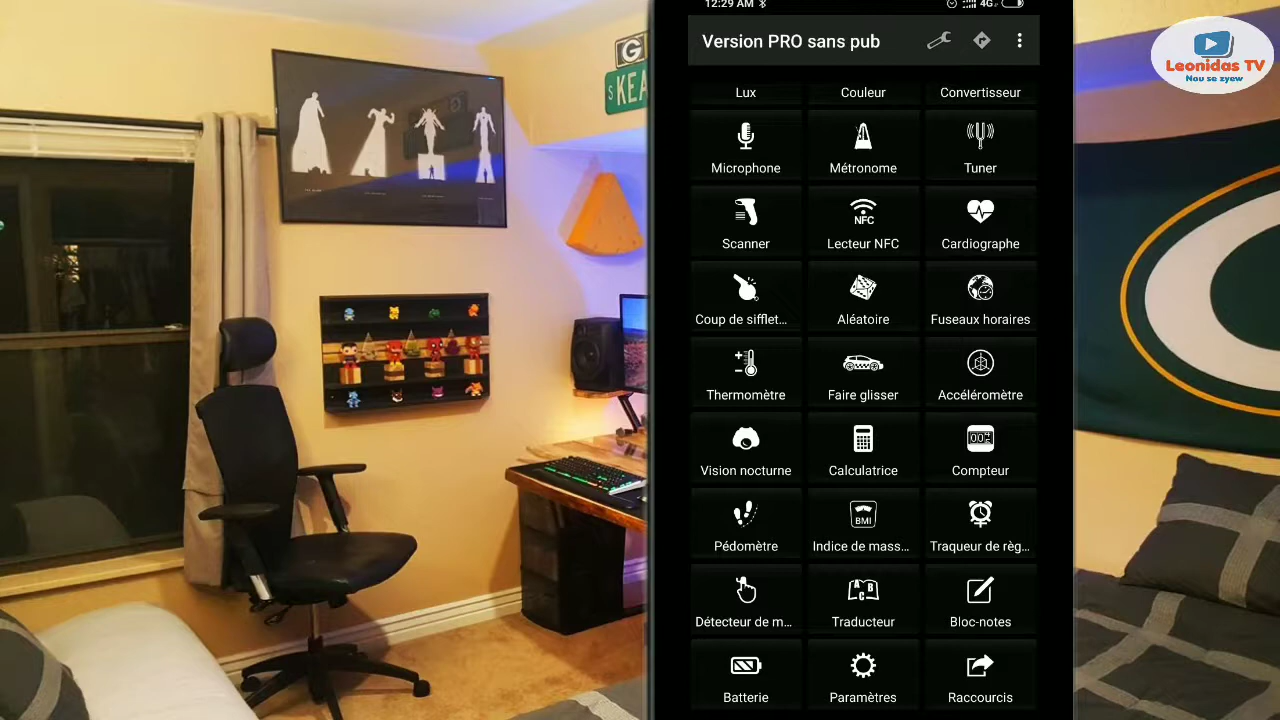 12:29 AM
4G
Version PRO sans pub
Leonidas TV
Nou se zyew
G
S KEA
Lux
Couleur
Convertisseur
Microphone
Métronome
Tuner
NFC
Scanner
Lecteur NFC
Cardiographe
Coup de sifflet…
Aléatoire
Fuseaux horaires
Thermomètre
Faire glisser
Accéléromètre
Vision nocturne
Calculatrice
Compteur
BMI
Pédomètre
Indice de mass…
Traqueur de règ…
A B C
Détecteur de m…
Traducteur
Bloc-notes
Batterie
Paramètres
Raccourcis